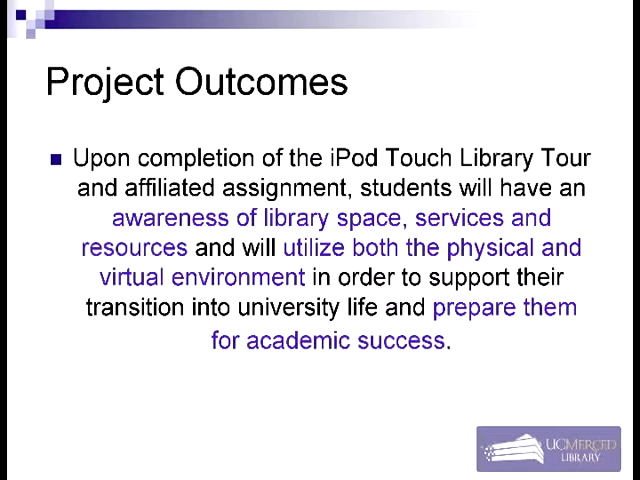 Project Outcomes
Upon completion of the iPod Touch Library Tour
and affiliated assignment, students will have an
awareness of library space, services and
resources and will utilize both the physical and
virtual environment in order to support their
transition into university life and prepare them
for academic success.
UCMERCED
LIBRARY